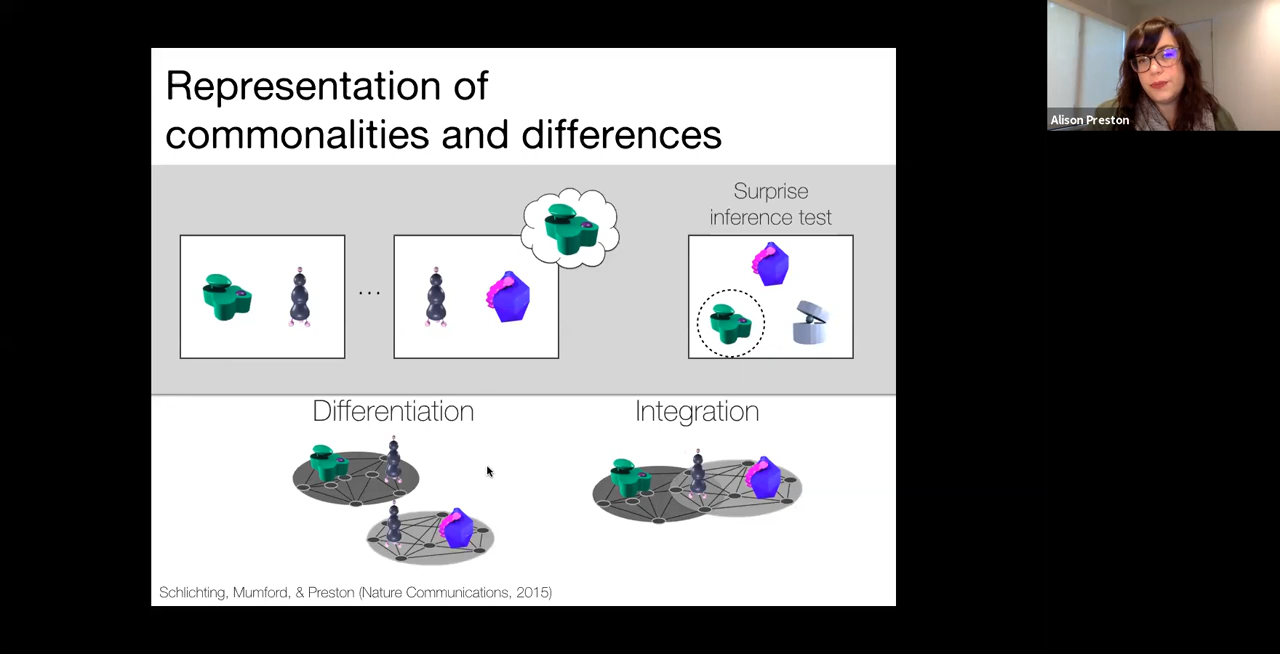 Representation of
commonalities and differences
Surprise
inference test
...
Differentiation
Integration
Schlichting, Mumford, & Preston (Nature Communications, 2015)
Alison Preston